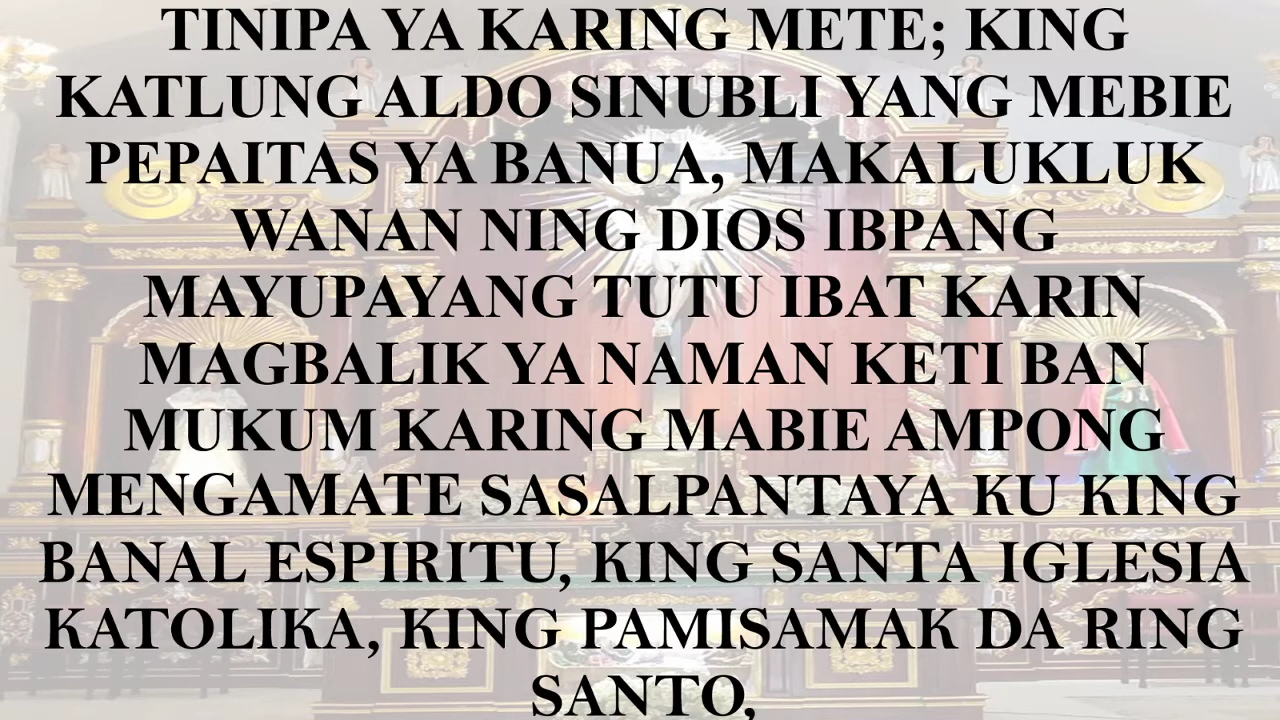 TINIPA YA KARING METE; KING
KATLUNG ALDO SINUBLI YANG MEBIE
PEPAITAS YA BANUA, MAKALUKLUK
WANAN NING DIOS IBPANG
MAYUPAYANG TUTU IBAT KARIN
MAGBALIK YA NAMAN KETI BAN
MUKUM KARING MABIE AMPONG
MENGAMATE SASALPANTAYA KU KING
BANAL ESPIRITU, KING SANTA IGLESIA
KATOLIKA, KING PAMISAMAK DA RING
SANTO,